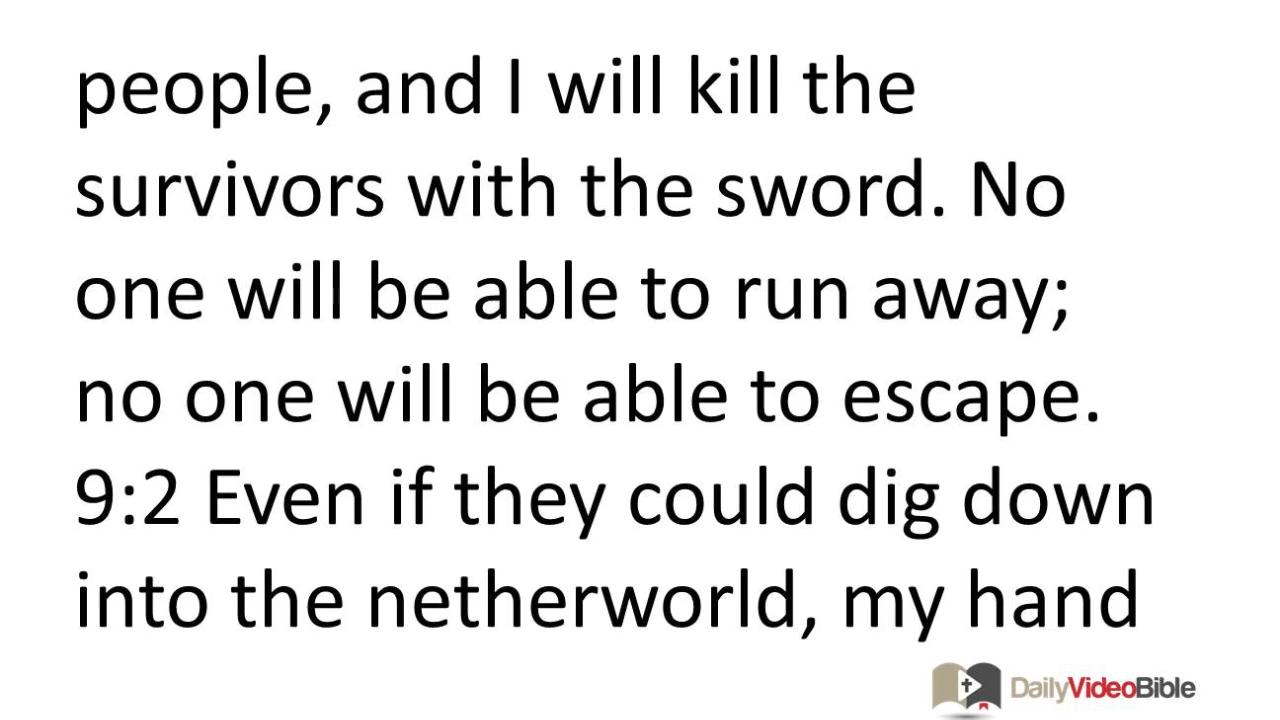 people, and I will kill the
survivors with the sword. No
one will be able to run away;
no one will be able to escape.
9:2 Even if they could dig down
into the netherworld, my hand
DailyVideoBible